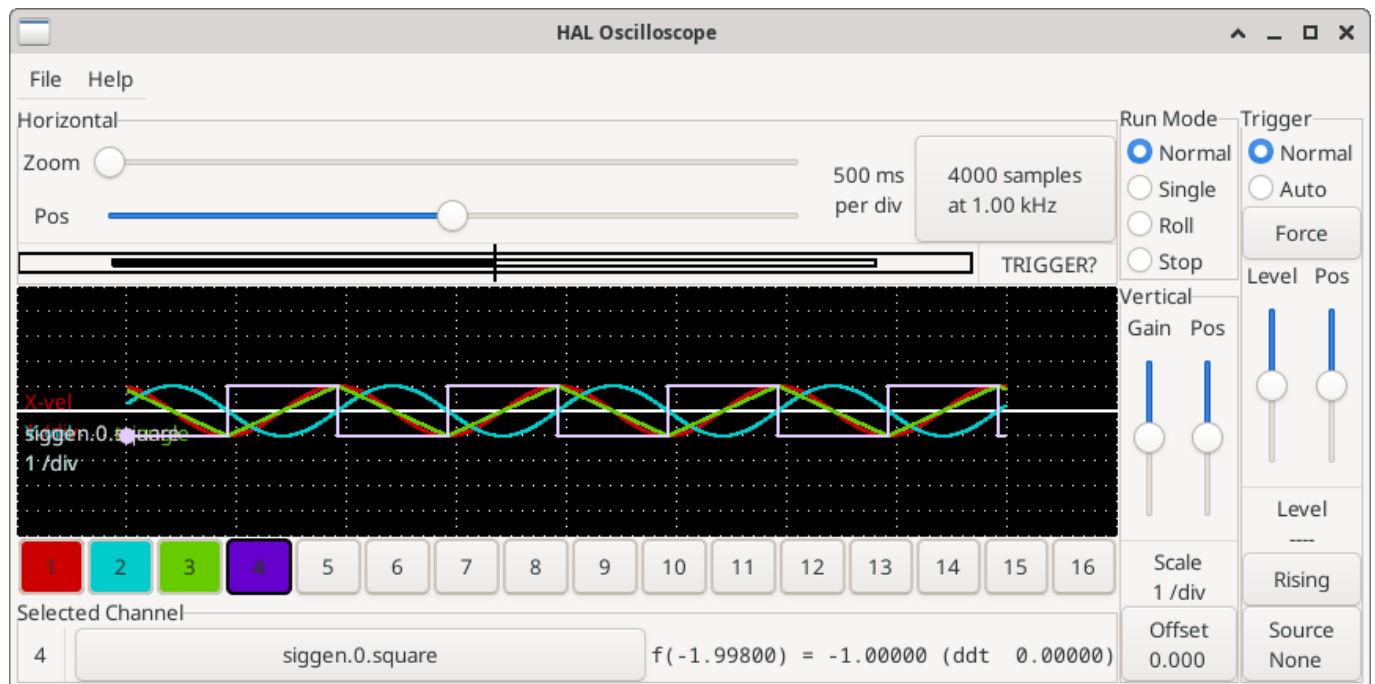 HAL Oscilloscope
File Help
Horizontal
Zoom
Pos
500 ms
per div
4000 samples
at 1.00 kHz
TRIGGER?
Run Mode
Normal
Single
Roll
Stop
Trigger
Normal
Auto
Force
Level Pos
Vertical
Gain Pos
X-vel
siggen.0.square
1 /div
Level
----
Scale
1 /div
Rising
1 2 3 4 5 6 7 8 9 10 11 12 13 14 15 16
Selected Channel
4 siggen.0.square f(-1.99800) = -1.00000 (ddt 0.00000)
Offset
0.000
Source
None